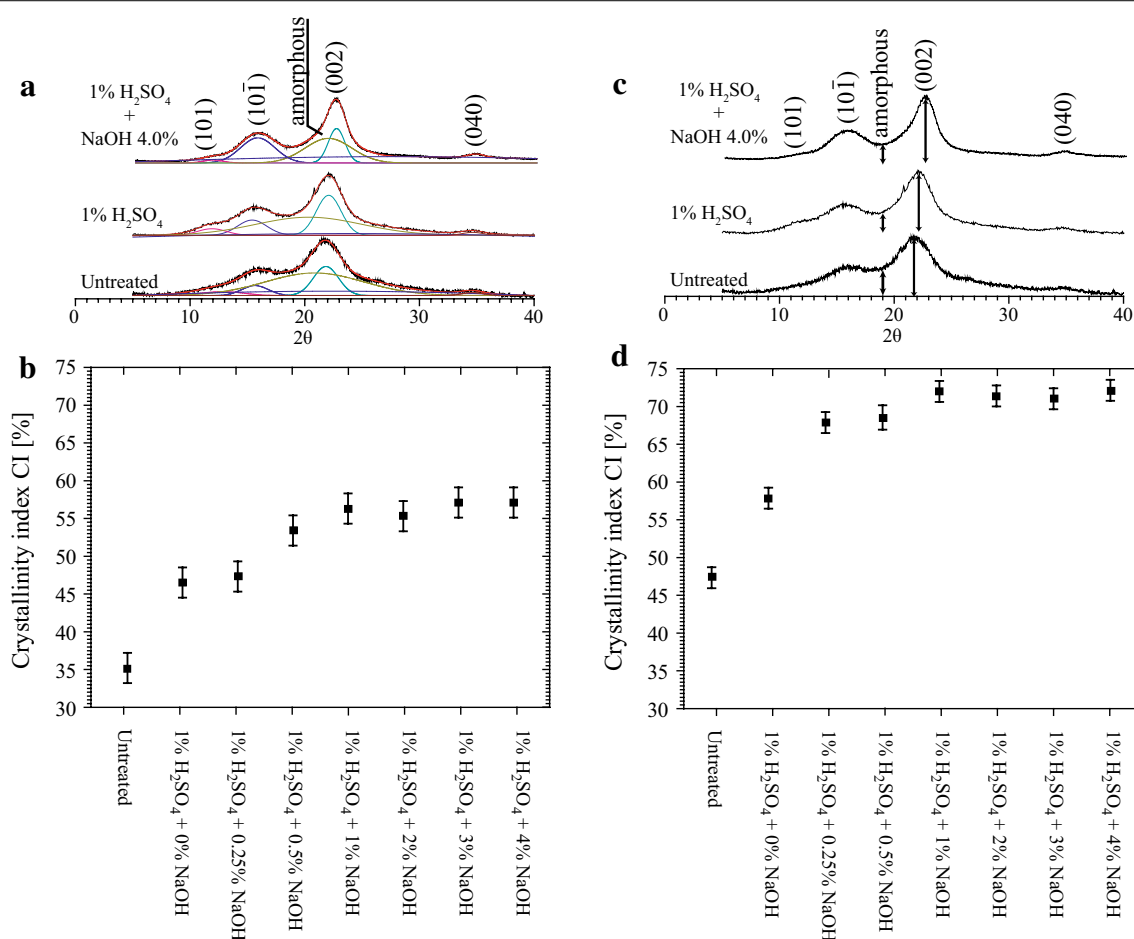 a
1% H₂SO₄
+
NaOH 4.0%
(101)
(101̄)
amorphous
(002)
(040)
1% H₂SO₄
Untreated
0 10 20 30 40
2θ
c
1% H₂SO₄
+
NaOH 4.0%
(101)
(101̄)
amorphous
(002)
(040)
1% H₂SO₄
Untreated
0 10 20 30 40
2θ
b
Crystallinity index CI [%]
75
70
65
60
55
50
45
40
35
30
Untreated
1% H₂SO₄ + 0% NaOH
1% H₂SO₄ + 0.25% NaOH
1% H₂SO₄ + 0.5% NaOH
1% H₂SO₄ + 1% NaOH
1% H₂SO₄ + 2% NaOH
1% H₂SO₄ + 3% NaOH
1% H₂SO₄ + 4% NaOH
d
Crystallinity index CI [%]
75
70
65
60
55
50
45
40
35
30
Untreated
1% H₂SO₄ + 0% NaOH
1% H₂SO₄ + 0.25% NaOH
1% H₂SO₄ + 0.5% NaOH
1% H₂SO₄ + 1% NaOH
1% H₂SO₄ + 2% NaOH
1% H₂SO₄ + 3% NaOH
1% H₂SO₄ + 4% NaOH